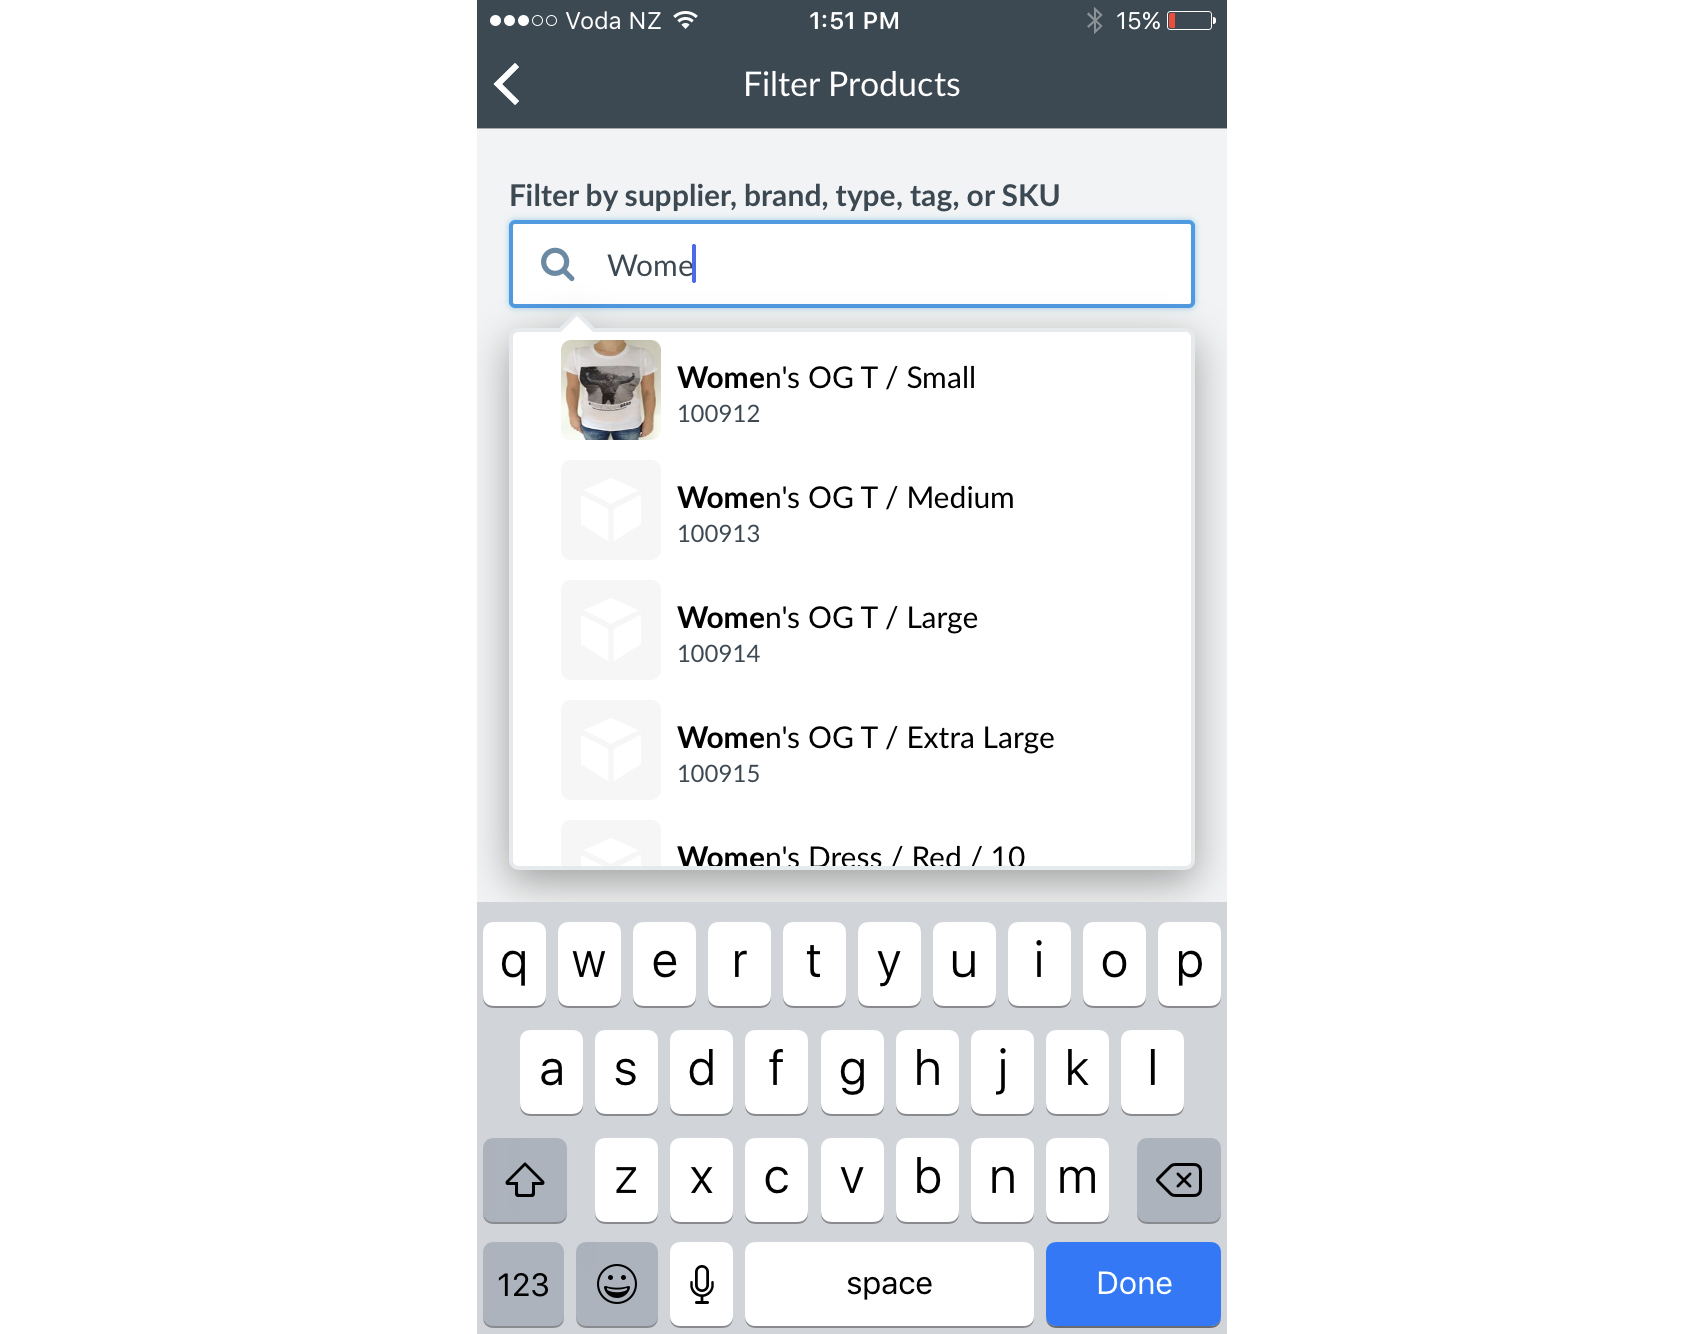 Voda NZ 1:51 PM 15%
Filter Products
Filter by supplier, brand, type, tag, or SKU
Wome
Women's OG T / Small
100912
Women's OG T / Medium
100913
Women's OG T / Large
100914
Women's OG T / Extra Large
100915
Women's Dress / Red / 10
q w e r t y u i o p
a s d f g h j k l
z x c v b n m
123 space Done